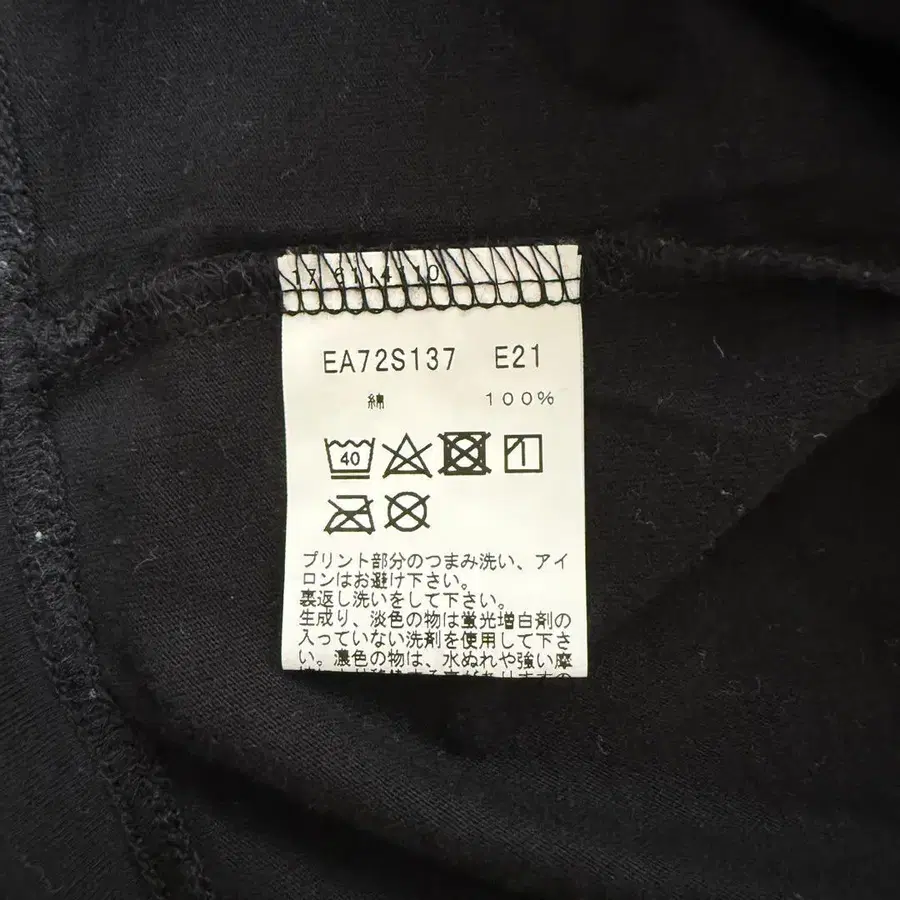 17 6114110
EA72S137 E21
綿 100%
40
プリント部分のつまみ洗い、アイ
ロンはお避け下さい。
裏返し洗いをして下さい。
生成り、淡色の物は蛍光増白剤の
入っていない洗剤を使用して下さ
い。濃色の物は、水ぬれや強い摩